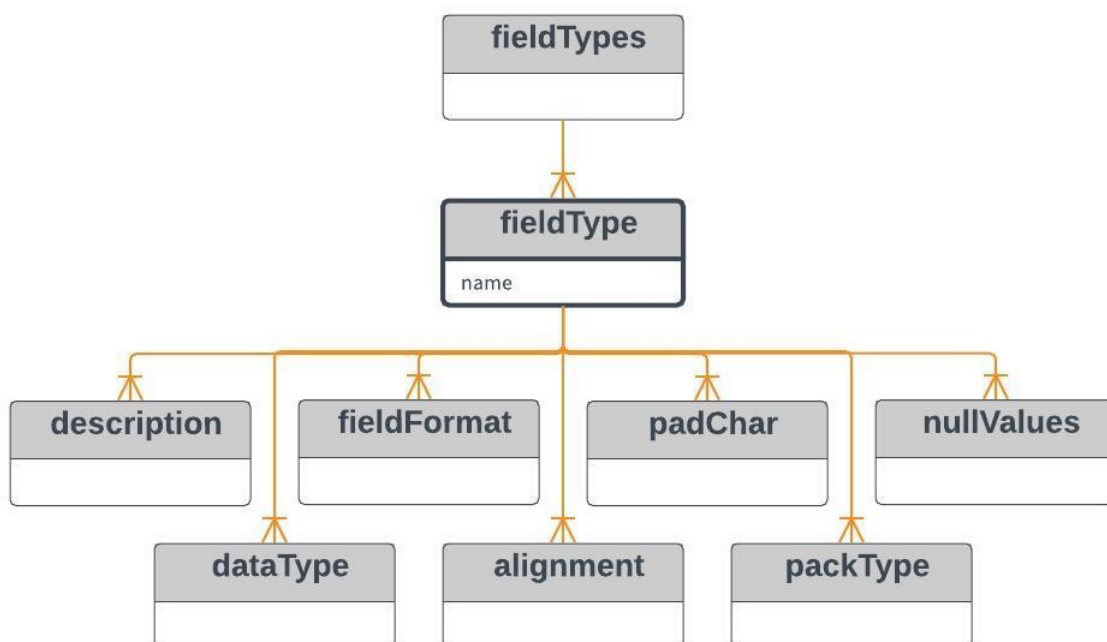 fieldTypes
fieldType
name
description
fieldFormat
padChar
nullValues
dataType
alignment
packType